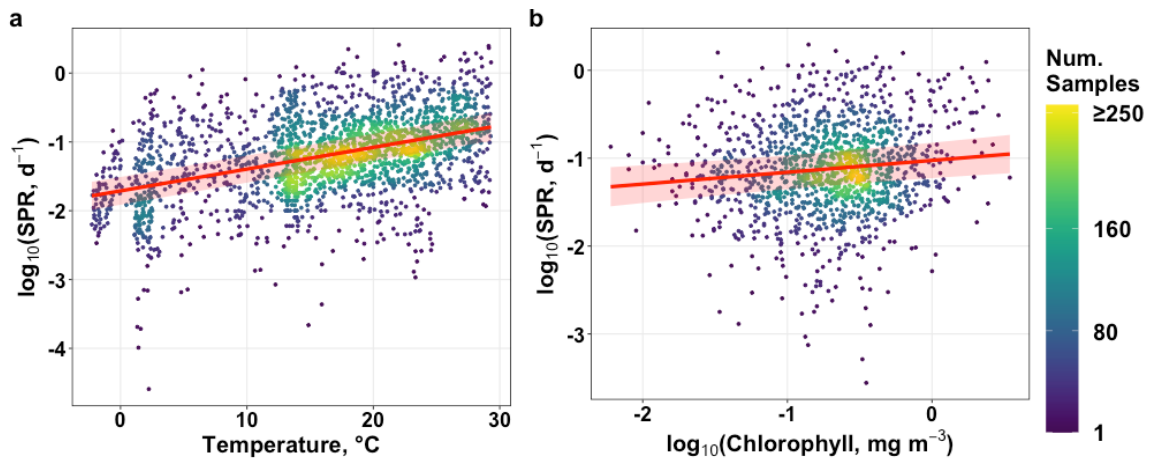 a
b
log₁₀(SPR, d⁻¹)
0
-1
-2
-3
-4
0
10
20
30
Temperature, °C
log₁₀(SPR, d⁻¹)
0
-1
-2
-3
-2
-1
0
log₁₀(Chlorophyll, mg m⁻³)
Num.
Samples
≥250
160
80
1